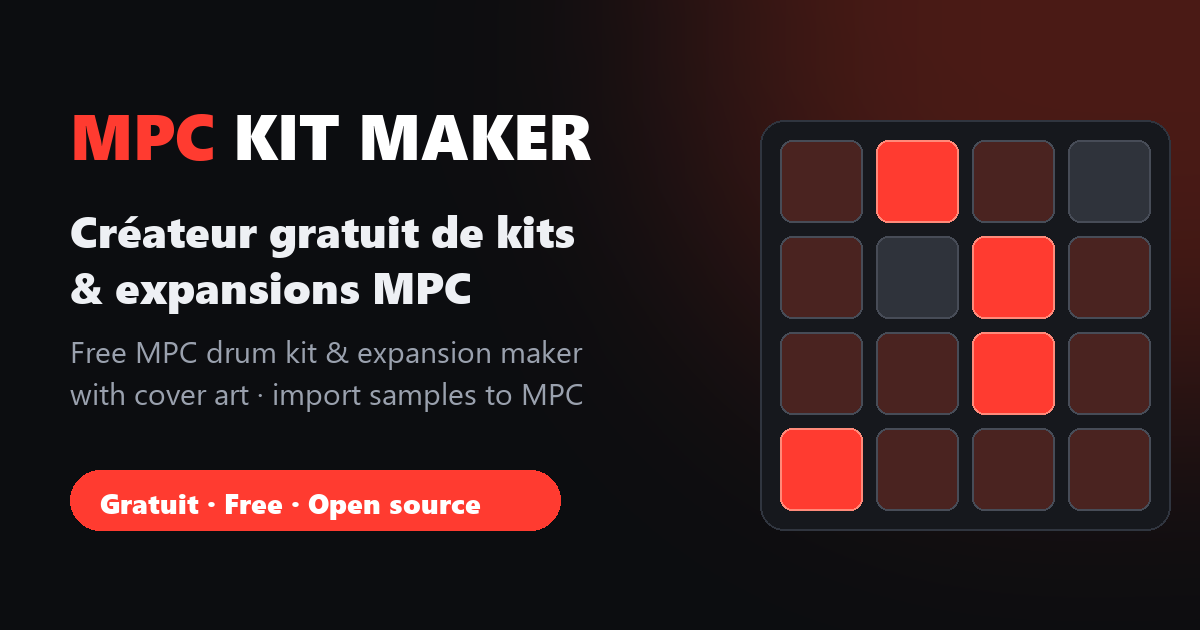 MPC KIT MAKER
Créateur gratuit de kits
& expansions MPC
Free MPC drum kit & expansion maker
with cover art · import samples to MPC
Gratuit · Free · Open source